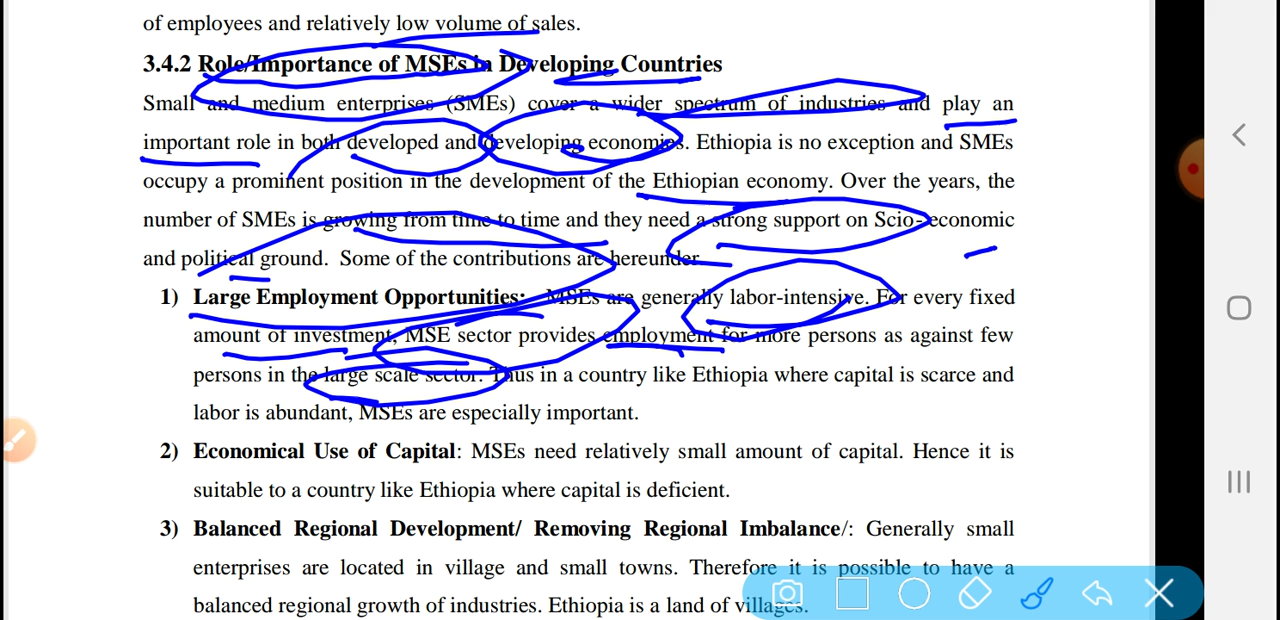 of employees and relatively low volume of sales.
3.4.2 Role/Importance of MSEs in Developing Countries
Small and medium enterprises (SMEs) cover a wider spectrum of industries and play an
important role in both developed and developing economies. Ethiopia is no exception and SMEs
occupy a prominent position in the development of the Ethiopian economy. Over the years, the
number of SMEs is growing from time to time and they need a strong support on Scio-economic
and political ground. Some of the contributions are hereunder.
1) Large Employment Opportunities: MSEs are generally labor-intensive. For every fixed
amount of investment, MSE sector provides employment for more persons as against few
persons in the large scale sector. Thus in a country like Ethiopia where capital is scarce and
labor is abundant, MSEs are especially important.
2) Economical Use of Capital: MSEs need relatively small amount of capital. Hence it is
suitable to a country like Ethiopia where capital is deficient.
3) Balanced Regional Development/ Removing Regional Imbalance/: Generally small
enterprises are located in village and small towns. Therefore it is possible to have a
balanced regional growth of industries. Ethiopia is a land of villages.